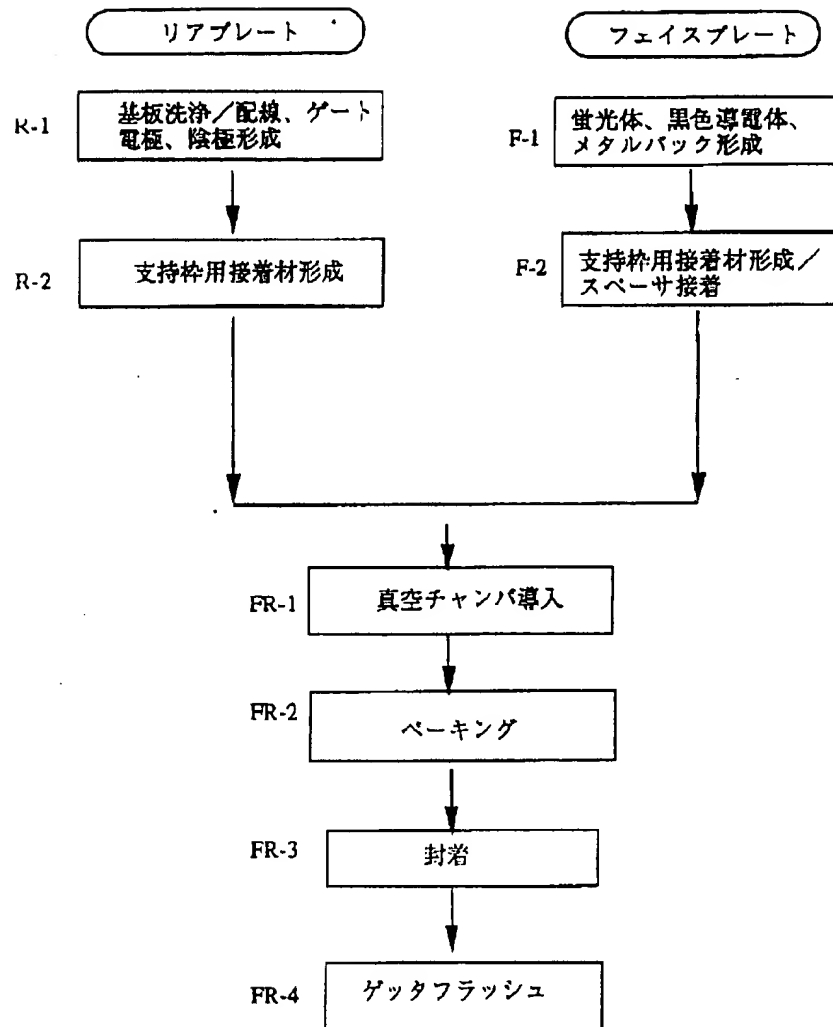 リアプレート
フェイスプレート
R-1
基板洗浄/配線、ゲート
電極、陰極形成
F-1
蛍光体、黒色導電体、
メタルバック形成
R-2
支持枠用接着材形成
F-2
支持枠用接着材形成/
スペーサ接着
FR-1
真空チャンバ導入
FR-2
ベーキング
FR-3
封着
FR-4
ゲッタフラッシュ